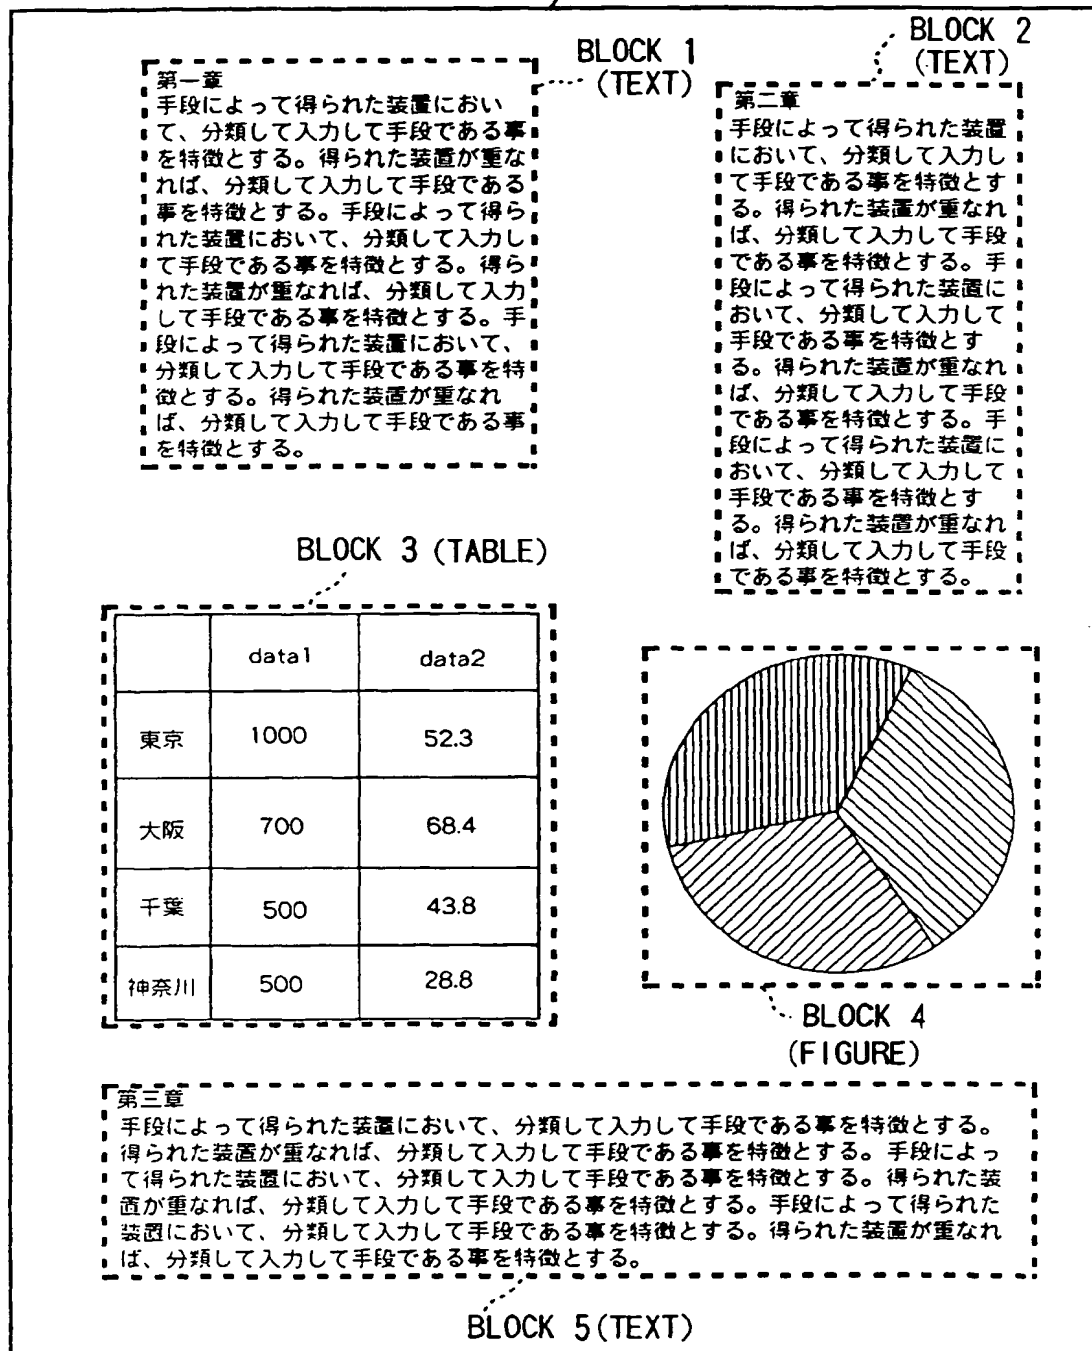 BLOCK 1
(TEXT)
第一章
手段によって得られた装置におい
て、分類して入力して手段である事
を特徴とする。得られた装置が重な
れば、分類して入力して手段である
事を特徴とする。手段によって得ら
れた装置において、分類して入力し
て手段である事を特徴とする。得ら
れた装置が重なれば、分類して入力
して手段である事を特徴とする。手
段によって得られた装置において、
分類して入力して手段である事を特
徴とする。得られた装置が重なれ
ば、分類して入力して手段である事
を特徴とする。
BLOCK 2
(TEXT)
第二章
手段によって得られた装置
において、分類して入力し
て手段である事を特徴とす
る。得られた装置が重なれ
ば、分類して入力して手段
である事を特徴とする。手
段によって得られた装置に
おいて、分類して入力して
手段である事を特徴とす
る。得られた装置が重なれ
ば、分類して入力して手段
である事を特徴とする。手
段によって得られた装置に
おいて、分類して入力して
手段である事を特徴とす
る。得られた装置が重なれ
ば、分類して入力して手段
である事を特徴とする。
BLOCK 3 (TABLE)
data1 data2
東京 1000 52.3
大阪 700 68.4
千葉 500 43.8
神奈川 500 28.8
BLOCK 4
(FIGURE)
第三章
手段によって得られた装置において、分類して入力して手段である事を特徴とする。
得られた装置が重なれば、分類して入力して手段である事を特徴とする。手段によっ
て得られた装置において、分類して入力して手段である事を特徴とする。得られた装
置が重なれば、分類して入力して手段である事を特徴とする。手段によって得られた
装置において、分類して入力して手段である事を特徴とする。得られた装置が重なれ
ば、分類して入力して手段である事を特徴とする。
BLOCK 5 (TEXT)